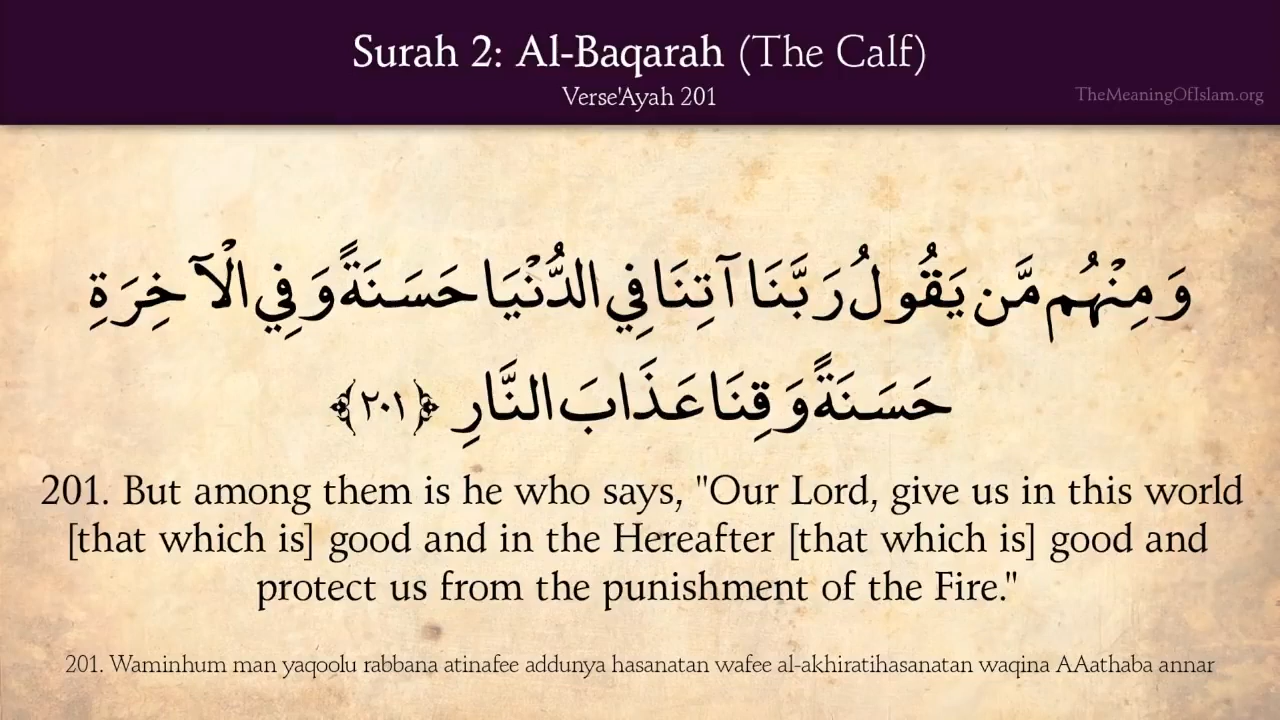 Surah 2: Al-Baqarah (The Calf)
Verse'Ayah 201
TheMeaningOfIslam.org
وَمِنْهُم مَّن يَقُولُ رَبَّنَا آتِنَا فِي الدُّنْيَا حَسَنَةً وَفِي الْآخِرَةِ
حَسَنَةً وَقِنَا عَذَابَ النَّارِ ﴿٢٠١﴾
201. But among them is he who says, "Our Lord, give us in this world
[that which is] good and in the Hereafter [that which is] good and
protect us from the punishment of the Fire."
201. Waminhum man yaqoolu rabbana atinafee addunya hasanatan wafee al-akhiratihasanatan waqina AAathaba annar